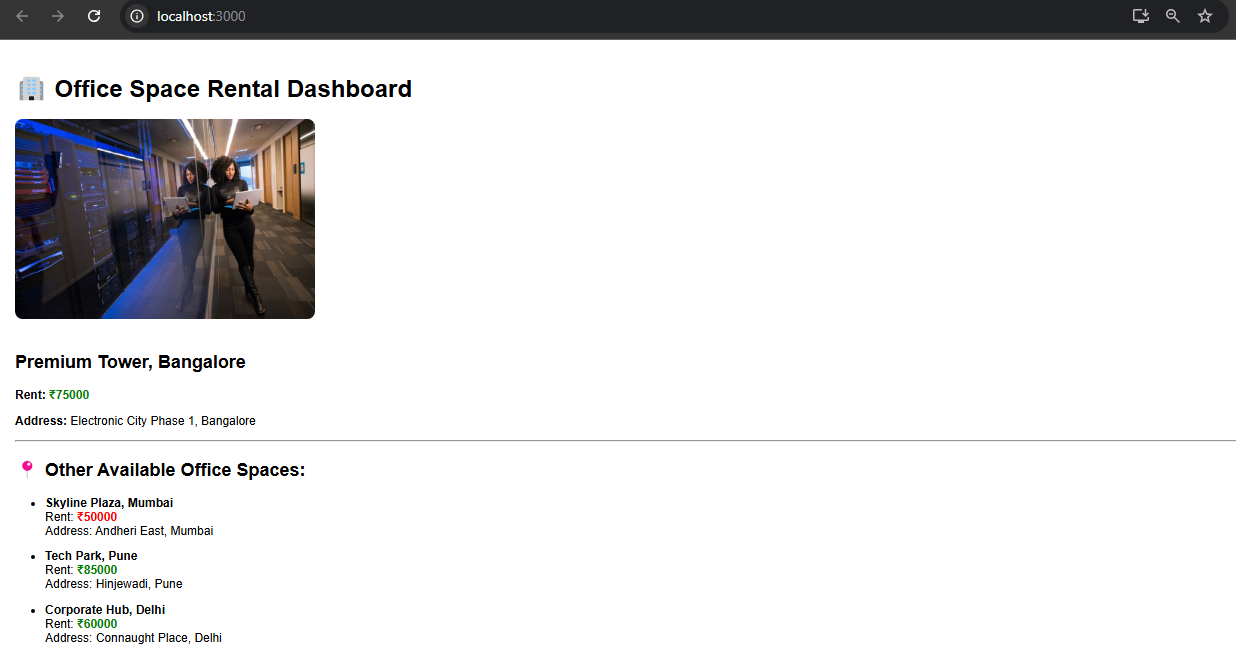 localhost:3000
🏢 Office Space Rental Dashboard
Premium Tower, Bangalore
Rent: ₹75000
Address: Electronic City Phase 1, Bangalore
📍 Other Available Office Spaces:
• Skyline Plaza, Mumbai
Rent: ₹50000
Address: Andheri East, Mumbai
• Tech Park, Pune
Rent: ₹85000
Address: Hinjewadi, Pune
• Corporate Hub, Delhi
Rent: ₹60000
Address: Connaught Place, Delhi